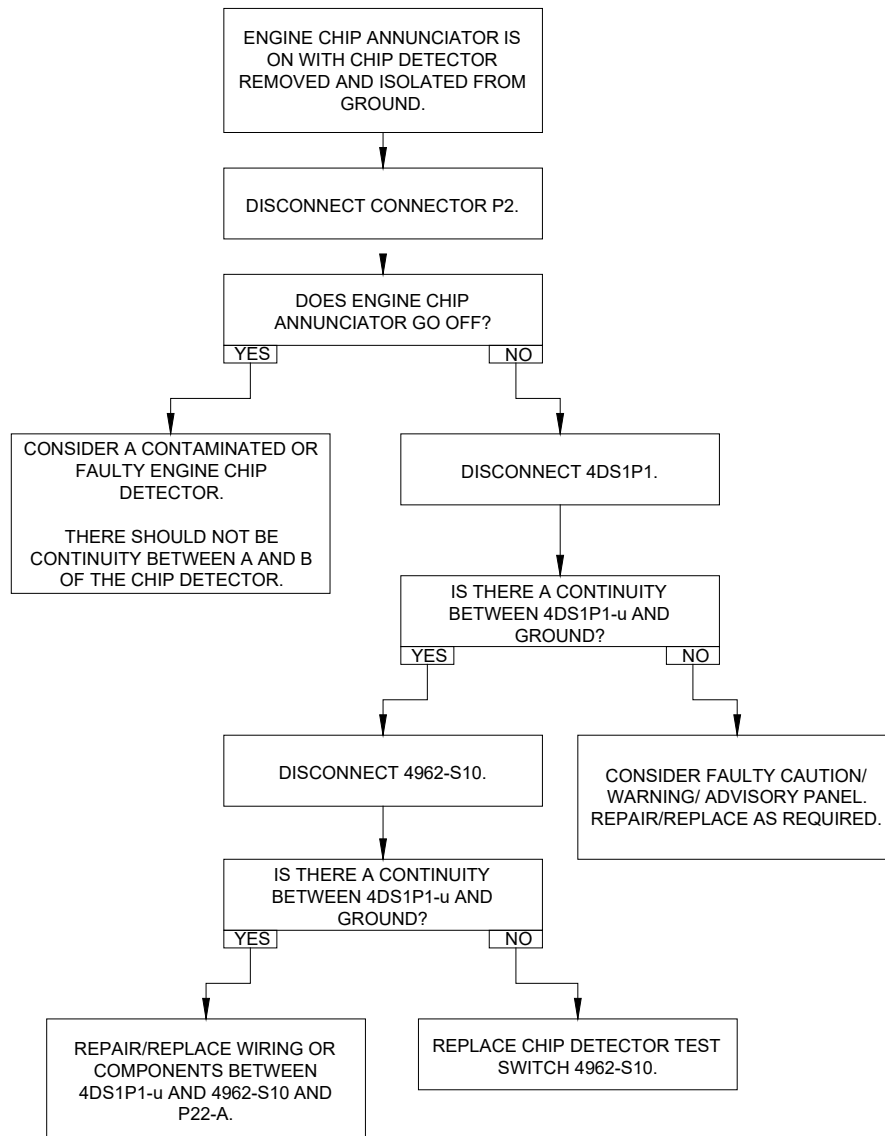 ENGINE CHIP ANNUNCIATOR IS
ON WITH CHIP DETECTOR
REMOVED AND ISOLATED FROM
GROUND.
DISCONNECT CONNECTOR P2.
DOES ENGINE CHIP
ANNUNCIATOR GO OFF?
YES
NO
CONSIDER A CONTAMINATED OR
FAULTY ENGINE CHIP
DETECTOR.
THERE SHOULD NOT BE
CONTINUITY BETWEEN A AND B
OF THE CHIP DETECTOR.
DISCONNECT 4DS1P1.
IS THERE A CONTINUITY
BETWEEN 4DS1P1-u AND
GROUND?
YES
NO
DISCONNECT 4962-S10.
CONSIDER FAULTY CAUTION/
WARNING/ ADVISORY PANEL.
REPAIR/REPLACE AS REQUIRED.
IS THERE A CONTINUITY
BETWEEN 4DS1P1-u AND
GROUND?
YES
NO
REPAIR/REPLACE WIRING OR
COMPONENTS BETWEEN
4DS1P1-u AND 4962-S10 AND
P22-A.
REPLACE CHIP DETECTOR TEST
SWITCH 4962-S10.